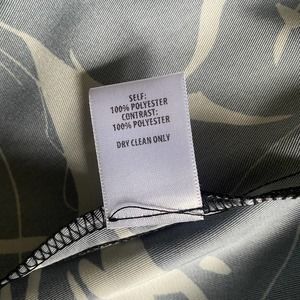 SELF:
100% POLYESTER
CONTRAST:
100% POLYESTER
DRY CLEAN ONLY